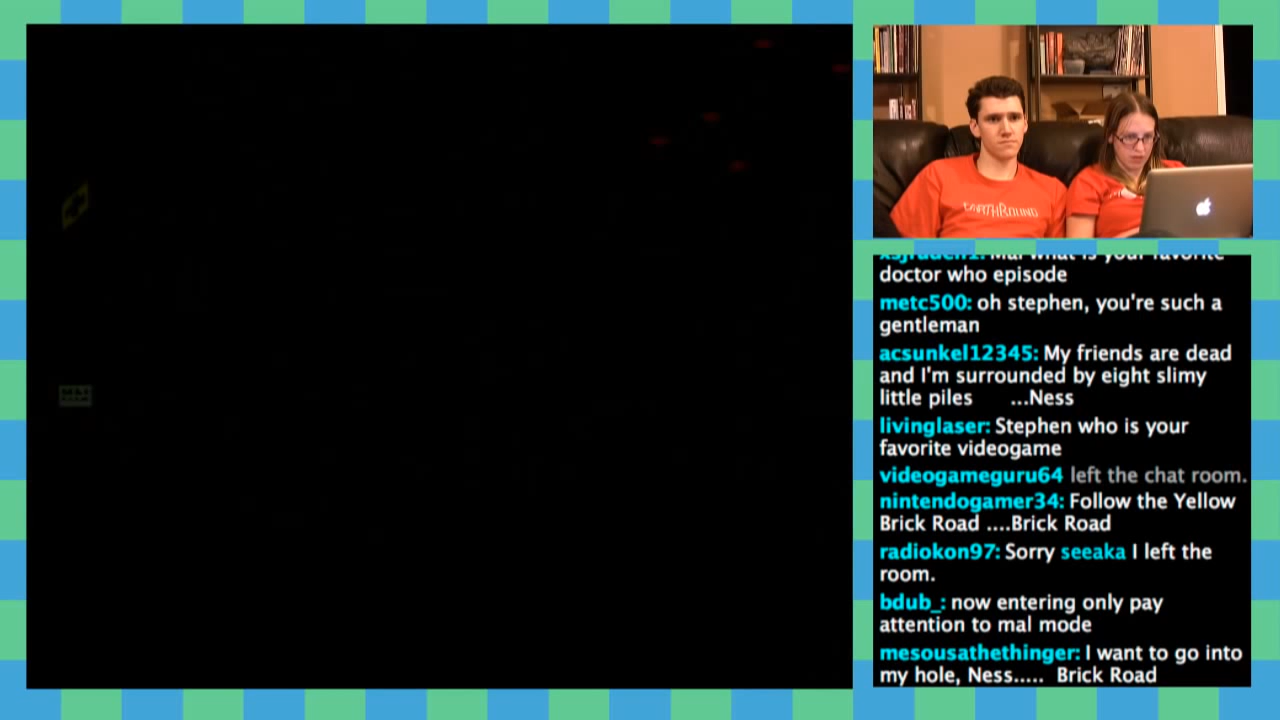 EARTHBOUND
doctor who episode
metc500: oh stephen, you're such a
gentleman
acsunkel12345: My friends are dead
and I'm surrounded by eight slimy
little piles ...Ness
livinglaser: Stephen who is your
favorite videogame
videogameguru64 left the chat room.
nintendogamer34: Follow the Yellow
Brick Road ....Brick Road
radiokon97: Sorry seeaka I left the
room.
bdub_: now entering only pay
attention to mal mode
mesousathethinger: I want to go into
my hole, Ness..... Brick Road